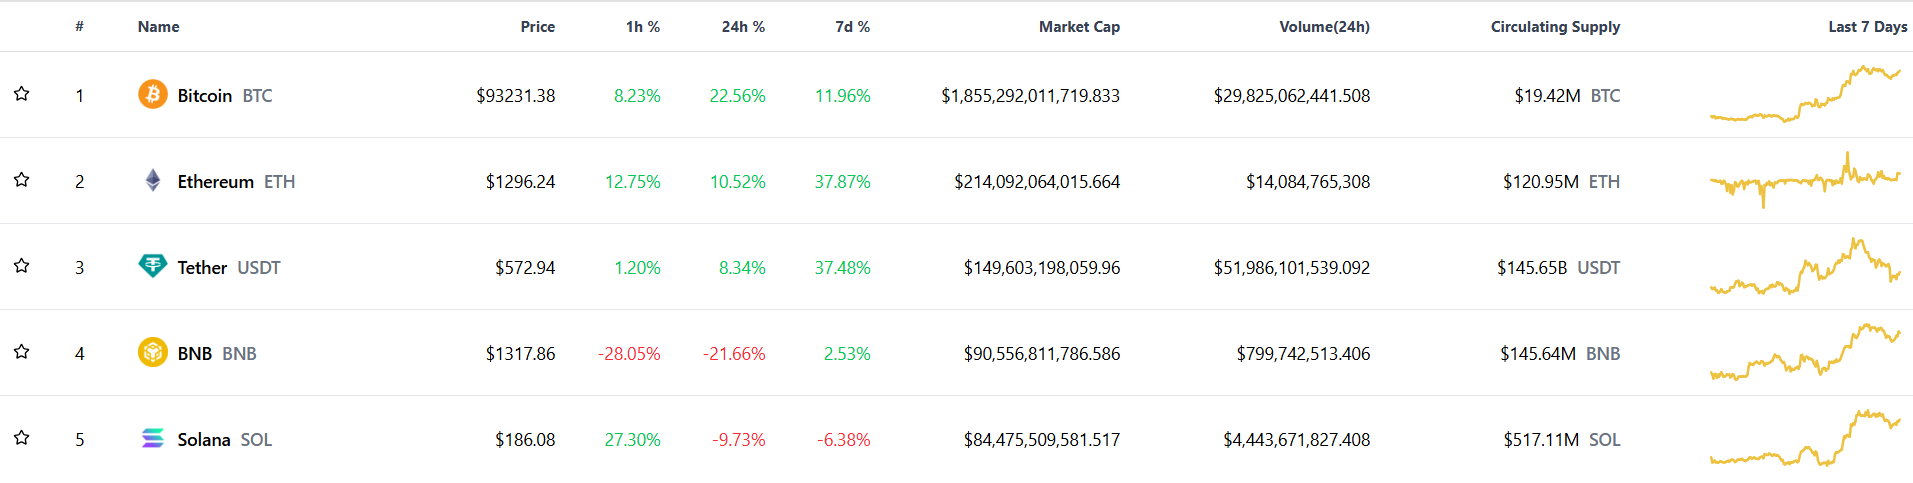 # Name Price 1h % 24h % 7d % Market Cap Volume(24h) Circulating Supply Last 7 Days
1 Bitcoin BTC $93231.38 8.23% 22.56% 11.96% $1,855,292,011,719.833 $29,825,062,441.508 $19.42M BTC
2 Ethereum ETH $1296.24 12.75% 10.52% 37.87% $214,092,064,015.664 $14,084,765,308 $120.95M ETH
3 Tether USDT $572.94 1.20% 8.34% 37.48% $149,603,198,059.96 $51,986,101,539.092 $145.65B USDT
4 BNB BNB $1317.86 -28.05% -21.66% 2.53% $90,556,811,786.586 $799,742,513.406 $145.64M BNB
5 Solana SOL $186.08 27.30% -9.73% -6.38% $84,475,509,581.517 $4,443,671,827.408 $517.11M SOL